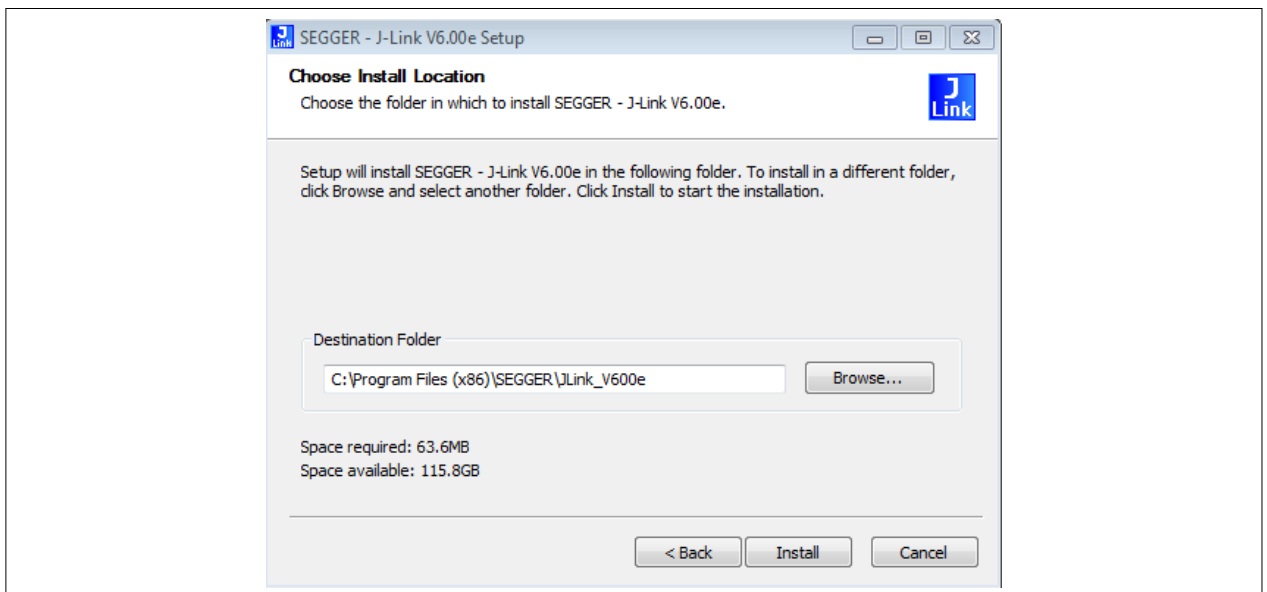 J Link SEGGER - J-Link V6.00e Setup
Choose Install Location
Choose the folder in which to install SEGGER - J-Link V6.00e.
J
Link
Setup will install SEGGER - J-Link V6.00e in the following folder. To install in a different folder,
click Browse and select another folder. Click Install to start the installation.
Destination Folder
C:\Program Files (x86)\SEGGER\JLink_V600e
Browse...
Space required: 63.6MB
Space available: 115.8GB
< Back Install Cancel